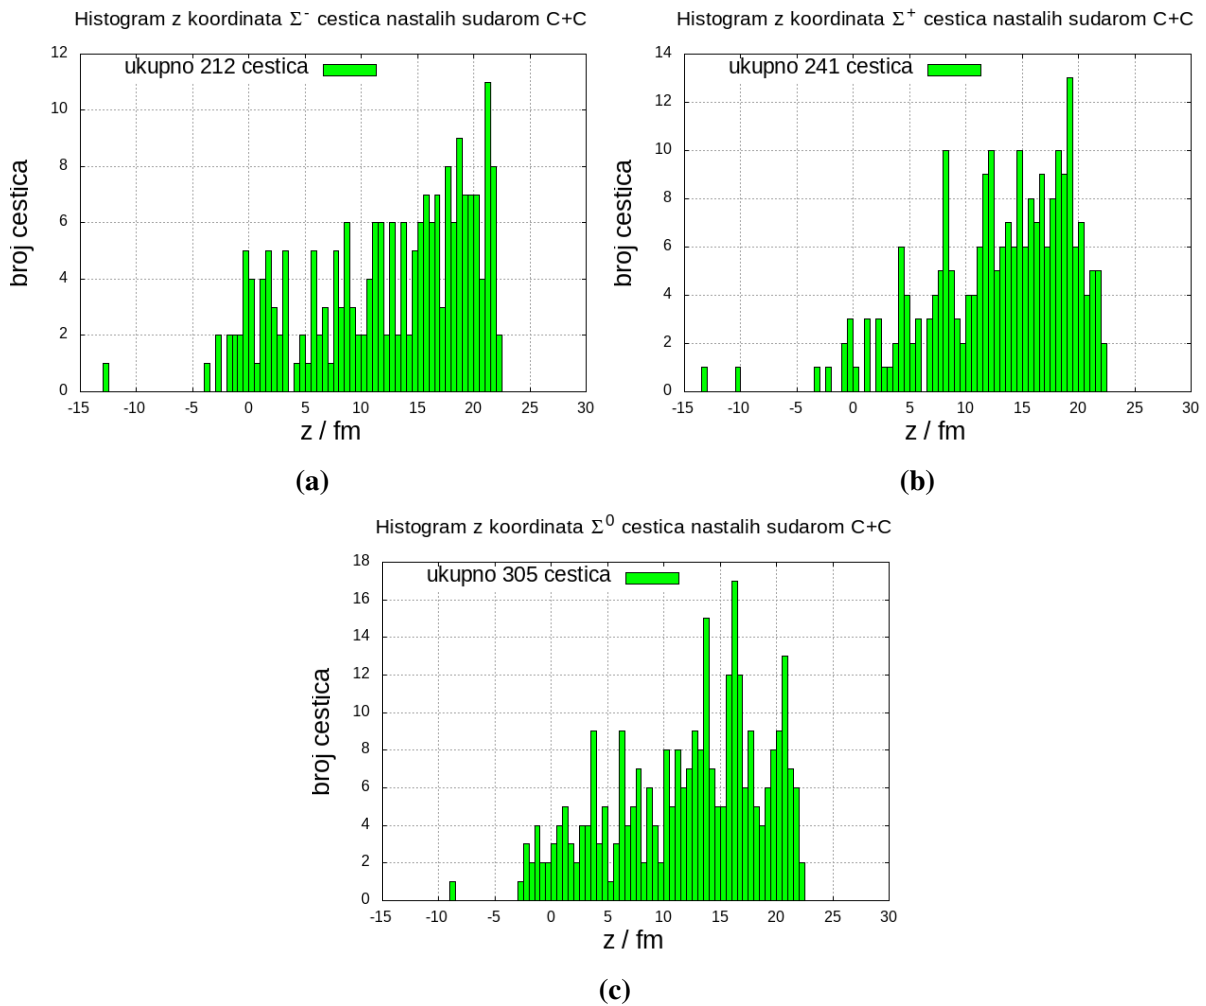 Histogram z koordinata Σ⁻ cestica nastalih sudarom C+C
ukupno 212 cestica
broj cestica
12
10
8
6
4
2
0
-15 -10 -5 0 5 10 15 20 25 30
z / fm
(a)
Histogram z koordinata Σ⁺ cestica nastalih sudarom C+C
ukupno 241 cestica
broj cestica
14
12
10
8
6
4
2
0
-15 -10 -5 0 5 10 15 20 25 30
z / fm
(b)
Histogram z koordinata Σ⁰ cestica nastalih sudarom C+C
ukupno 305 cestica
broj cestica
18
16
14
12
10
8
6
4
2
0
-15 -10 -5 0 5 10 15 20 25 30
z / fm
(c)